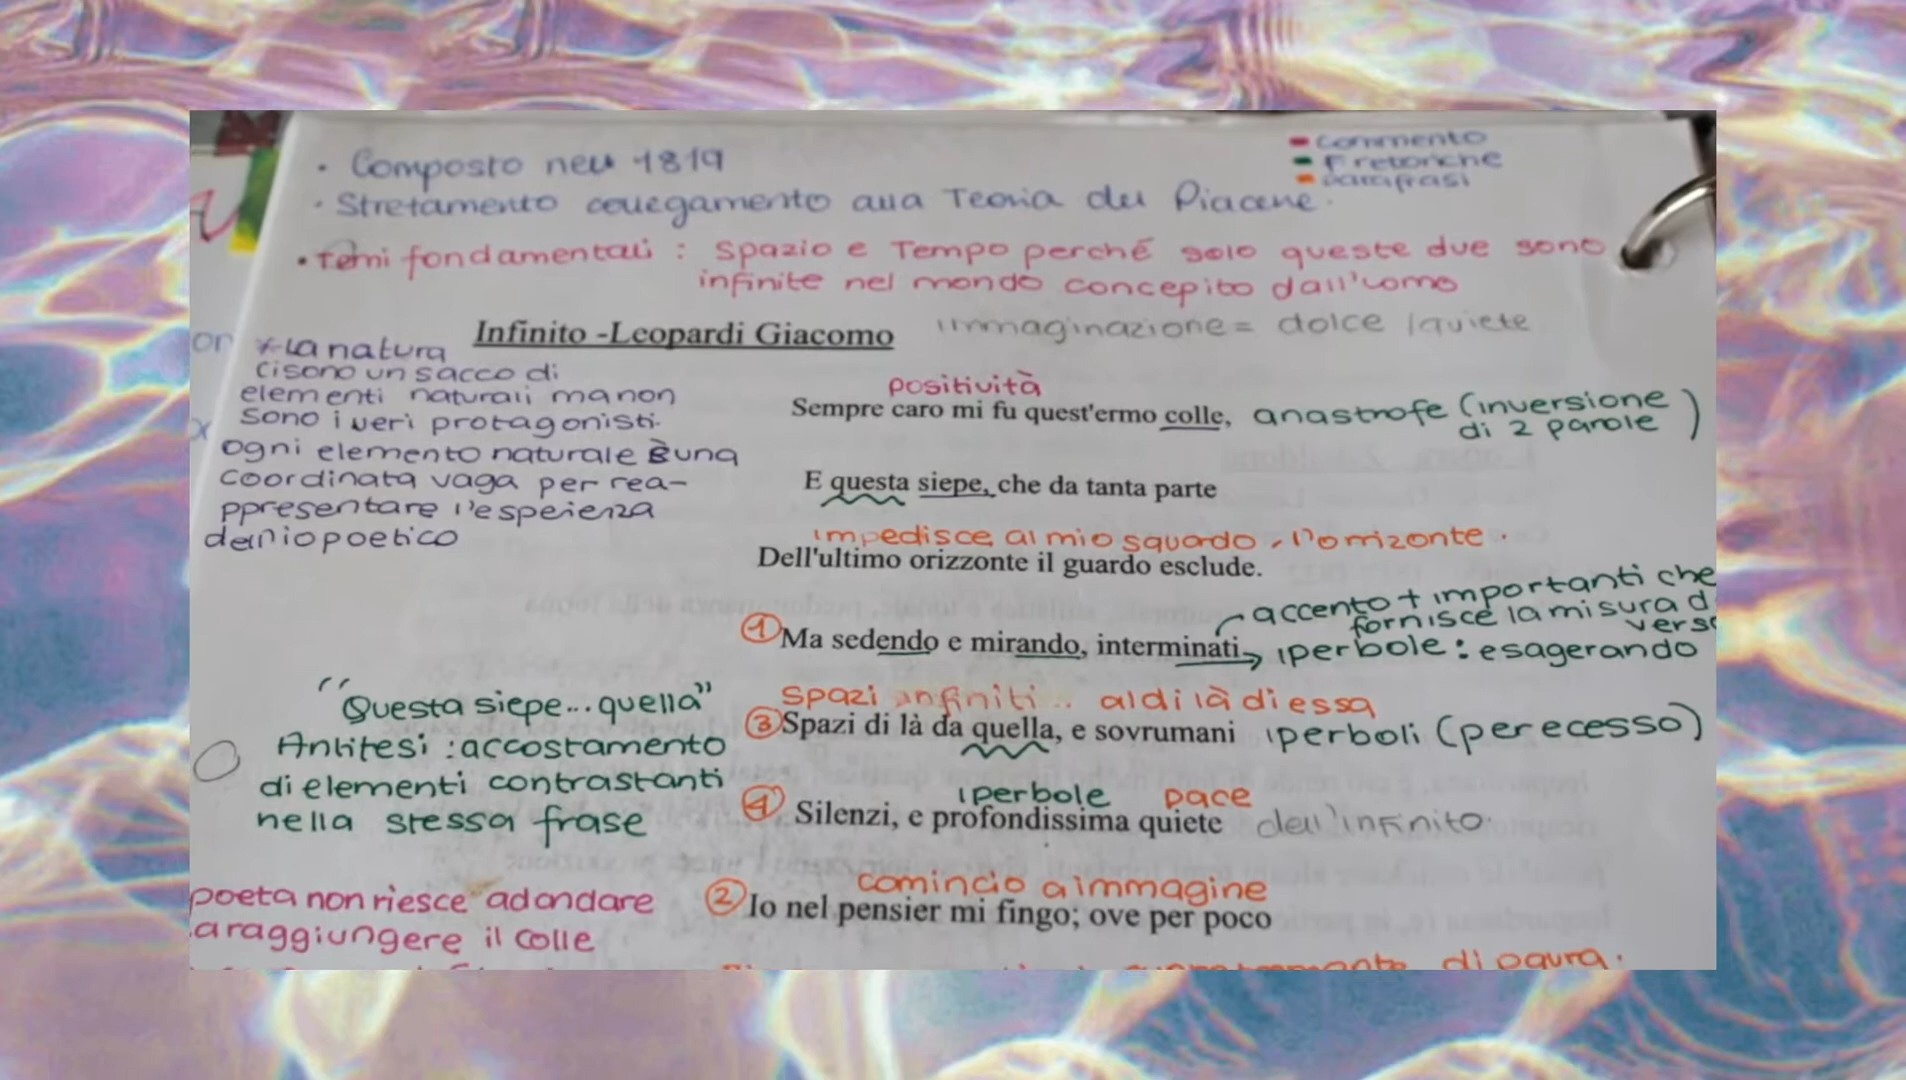 • Composto nell 1819
- commento
- F retoriche
- parafrasi
• Stretamento collegamento alla Teoria del Piacere.
• Temi fondamentali : Spazio e Tempo perché solo queste due sono
infinite nel mondo concepito dall'uomo
Infinito -Leopardi Giacomo
immaginazione = dolce / quiete
on
x La natura
ci sono un sacco di
elementi naturali ma non
sono i veri protagonisti.
ogni elemento naturale è una
coordinata vaga per rea-
ppresentare l'espeienza
dell'io poetico
positività
Sempre caro mi fu quest'ermo colle, anastrofe (inversione
di 2 parole)
E questa siepe, che da tanta parte
impedisce al mio sguardo, l'orrizonte.
Dell'ultimo orizzonte il guardo esclude.
accento + importanti che
fornisce la misura d
vers
① Ma sedendo e mirando, interminati → iperbole : esagerando
"Questa siepe... quella"
Antitesi : accostamento
di elementi contrastanti
nella stessa frase
spazi infiniti .. al di là di essa
③ Spazi di là da quella, e sovrumani iperboli (per ecesso)
iperbole pace
④ Silenzi, e profondissima quiete dell'infinito.
comincio a immagine
② Io nel pensier mi fingo; ove per poco
poeta non riesce ad andare
a raggiungere il colle
di paura.